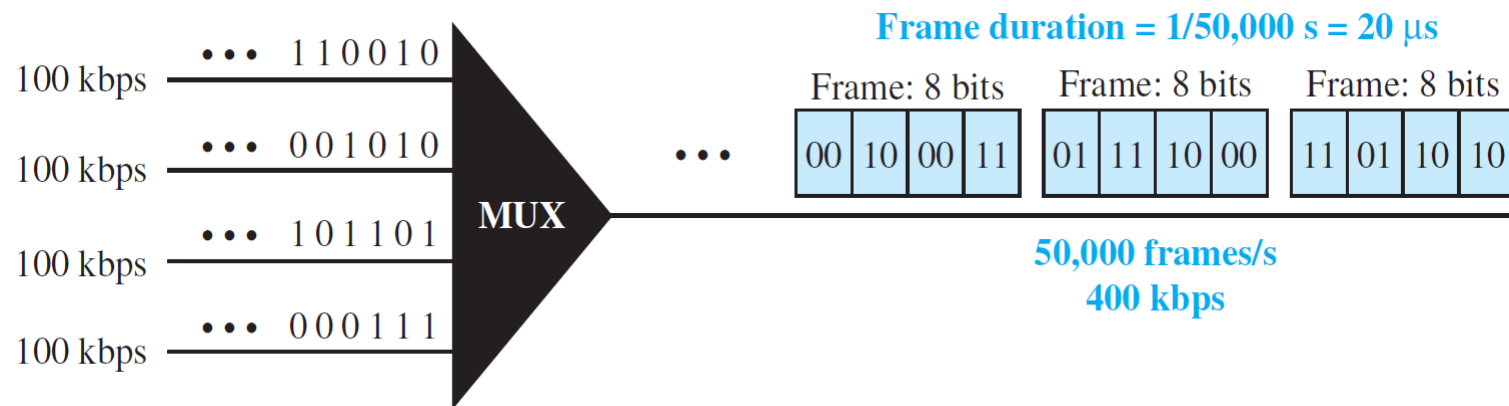 Frame duration = 1/50,000 s = 20 μs
100 kbps ••• 1 1 0 0 1 0
100 kbps ••• 0 0 1 0 1 0
100 kbps ••• 1 0 1 1 0 1
100 kbps ••• 0 0 0 1 1 1
MUX
Frame: 8 bits Frame: 8 bits Frame: 8 bits
••• 00 10 00 11 01 11 10 00 11 01 10 10
50,000 frames/s
400 kbps